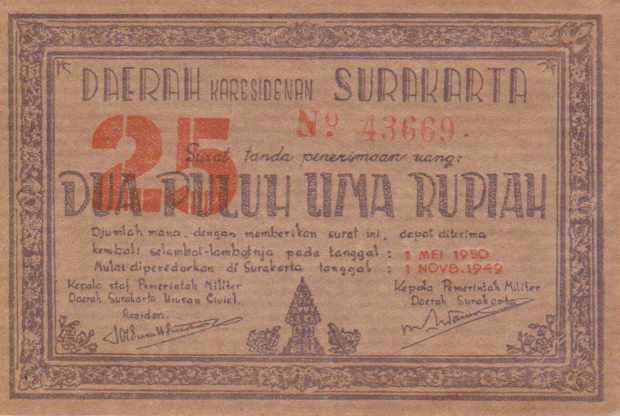 DAERAH KARESIDENAN SURAKARTA
25
No 43669.
Surat tanda penerimaan uang:
DUA PULUH LIMA RUPIAH
Djumlah mana, dengan memberikan surat ini, dapat diterima
kembali selambat-lambatnja pada tanggal : 1 MEI 1950
Mulai diperedarkan di Surakarta tanggal : 1 NOVB. 1949
Kepala staf Pemerintah Militer
Daerah Surakarta Urusan Civiel.
Residen.
Kepala Pemerintah Militer
Daerah Surakarta